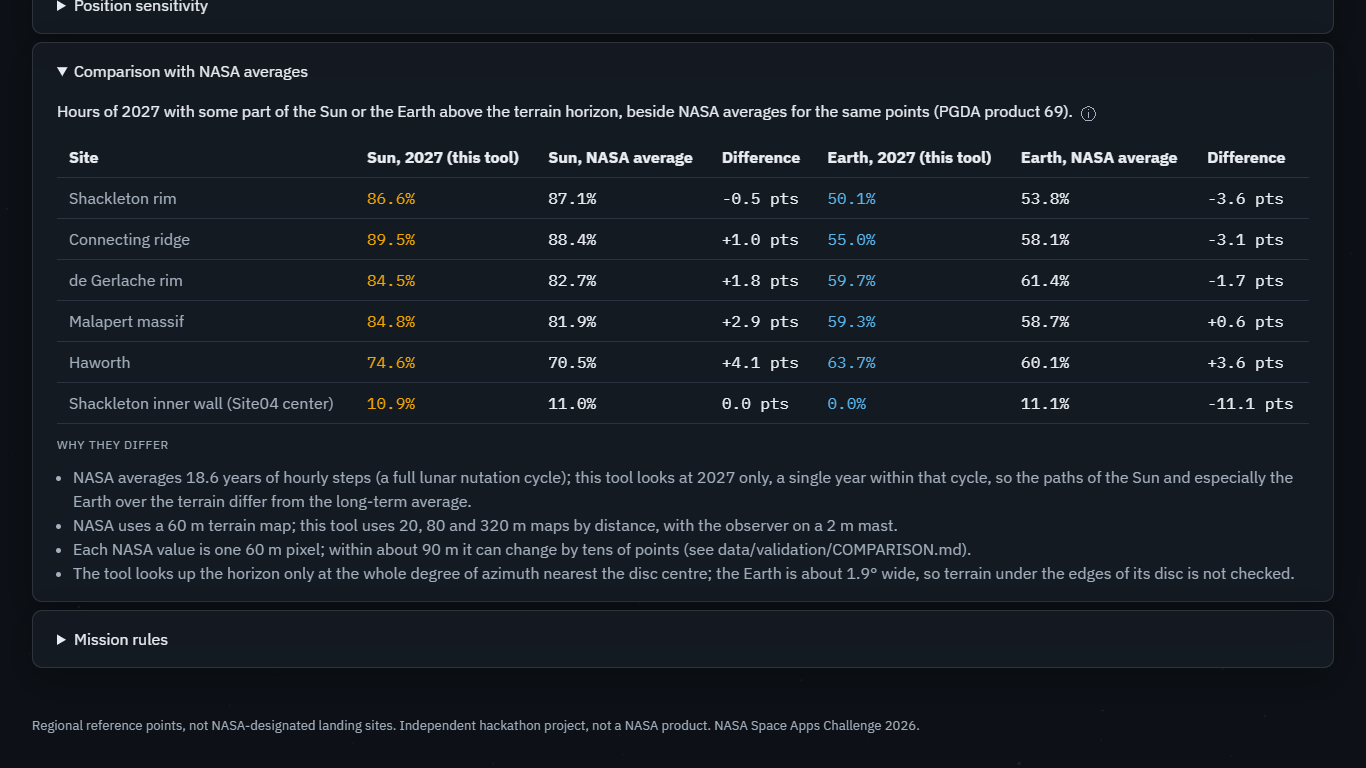 Position sensitivity
Comparison with NASA averages
Hours of 2027 with some part of the Sun or the Earth above the terrain horizon, beside NASA averages for the same points (PGDA product 69). ⓘ
Site Sun, 2027 (this tool) Sun, NASA average Difference Earth, 2027 (this tool) Earth, NASA average Difference
Shackleton rim 86.6% 87.1% -0.5 pts 50.1% 53.8% -3.6 pts
Connecting ridge 89.5% 88.4% +1.0 pts 55.0% 58.1% -3.1 pts
de Gerlache rim 84.5% 82.7% +1.8 pts 59.7% 61.4% -1.7 pts
Malapert massif 84.8% 81.9% +2.9 pts 59.3% 58.7% +0.6 pts
Haworth 74.6% 70.5% +4.1 pts 63.7% 60.1% +3.6 pts
Shackleton inner wall (Site04 center) 10.9% 11.0% 0.0 pts 0.0% 11.1% -11.1 pts
WHY THEY DIFFER
• NASA averages 18.6 years of hourly steps (a full lunar nutation cycle); this tool looks at 2027 only, a single year within that cycle, so the paths of the Sun and especially the
Earth over the terrain differ from the long-term average.
• NASA uses a 60 m terrain map; this tool uses 20, 80 and 320 m maps by distance, with the observer on a 2 m mast.
• Each NASA value is one 60 m pixel; within about 90 m it can change by tens of points (see data/validation/COMPARISON.md).
• The tool looks up the horizon only at the whole degree of azimuth nearest the disc centre; the Earth is about 1.9° wide, so terrain under the edges of its disc is not checked.
Mission rules
Regional reference points, not NASA-designated landing sites. Independent hackathon project, not a NASA product. NASA Space Apps Challenge 2026.